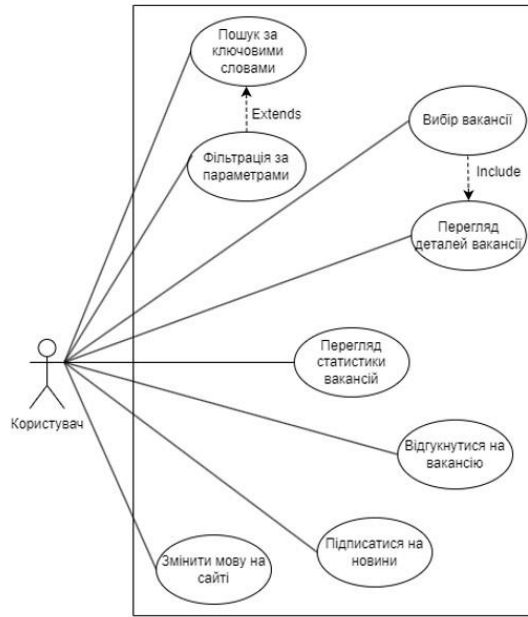 Пошук за
ключовими
словами
Extends
Фільтрація за
параметрами
Вибір вакансії
Include
Перегляд
деталей вакансії
Перегляд
статистики
вакансій
Користувач
Відгукнутися на
вакансію
Підписатися на
новини
Змінити мову на
сайті